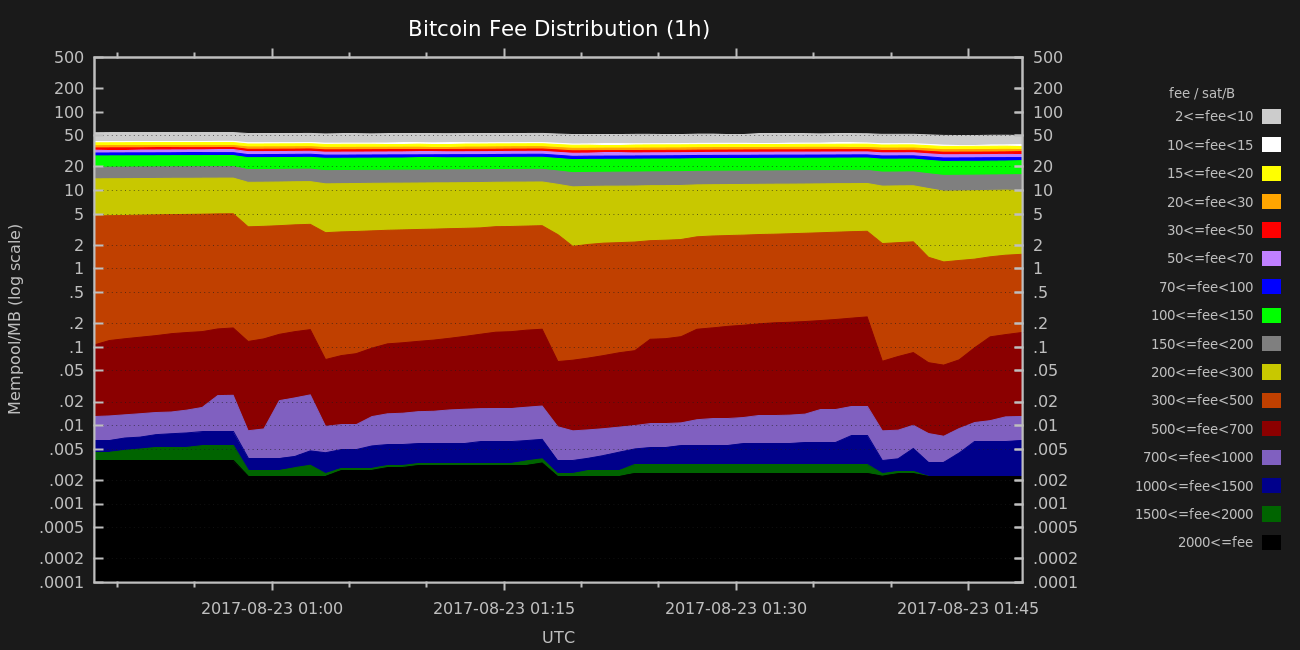 Bitcoin Fee Distribution (1h)
500
200
100
50
20
10
5
2
1
.5
.2
.1
.05
.02
.01
.005
.002
.001
.0005
.0002
.0001
Mempool/MB (log scale)
500
200
100
50
20
10
5
2
1
.5
.2
.1
.05
.02
.01
.005
.002
.001
.0005
.0002
.0001
2017-08-23 01:00 2017-08-23 01:15 2017-08-23 01:30 2017-08-23 01:45
UTC
fee / sat/B
2<=fee<10
10<=fee<15
15<=fee<20
20<=fee<30
30<=fee<50
50<=fee<70
70<=fee<100
100<=fee<150
150<=fee<200
200<=fee<300
300<=fee<500
500<=fee<700
700<=fee<1000
1000<=fee<1500
1500<=fee<2000
2000<=fee